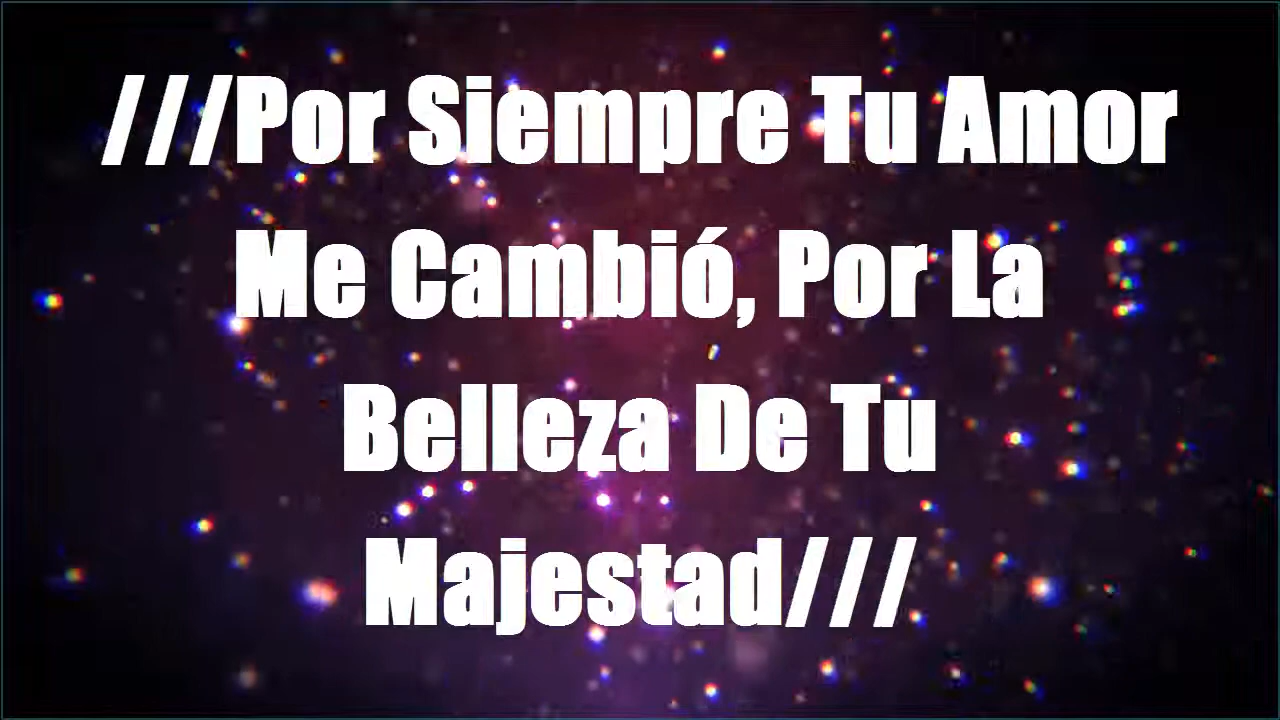 ///Por Siempre Tu Amor
Me Cambió, Por La
Belleza De Tu
Majestad///